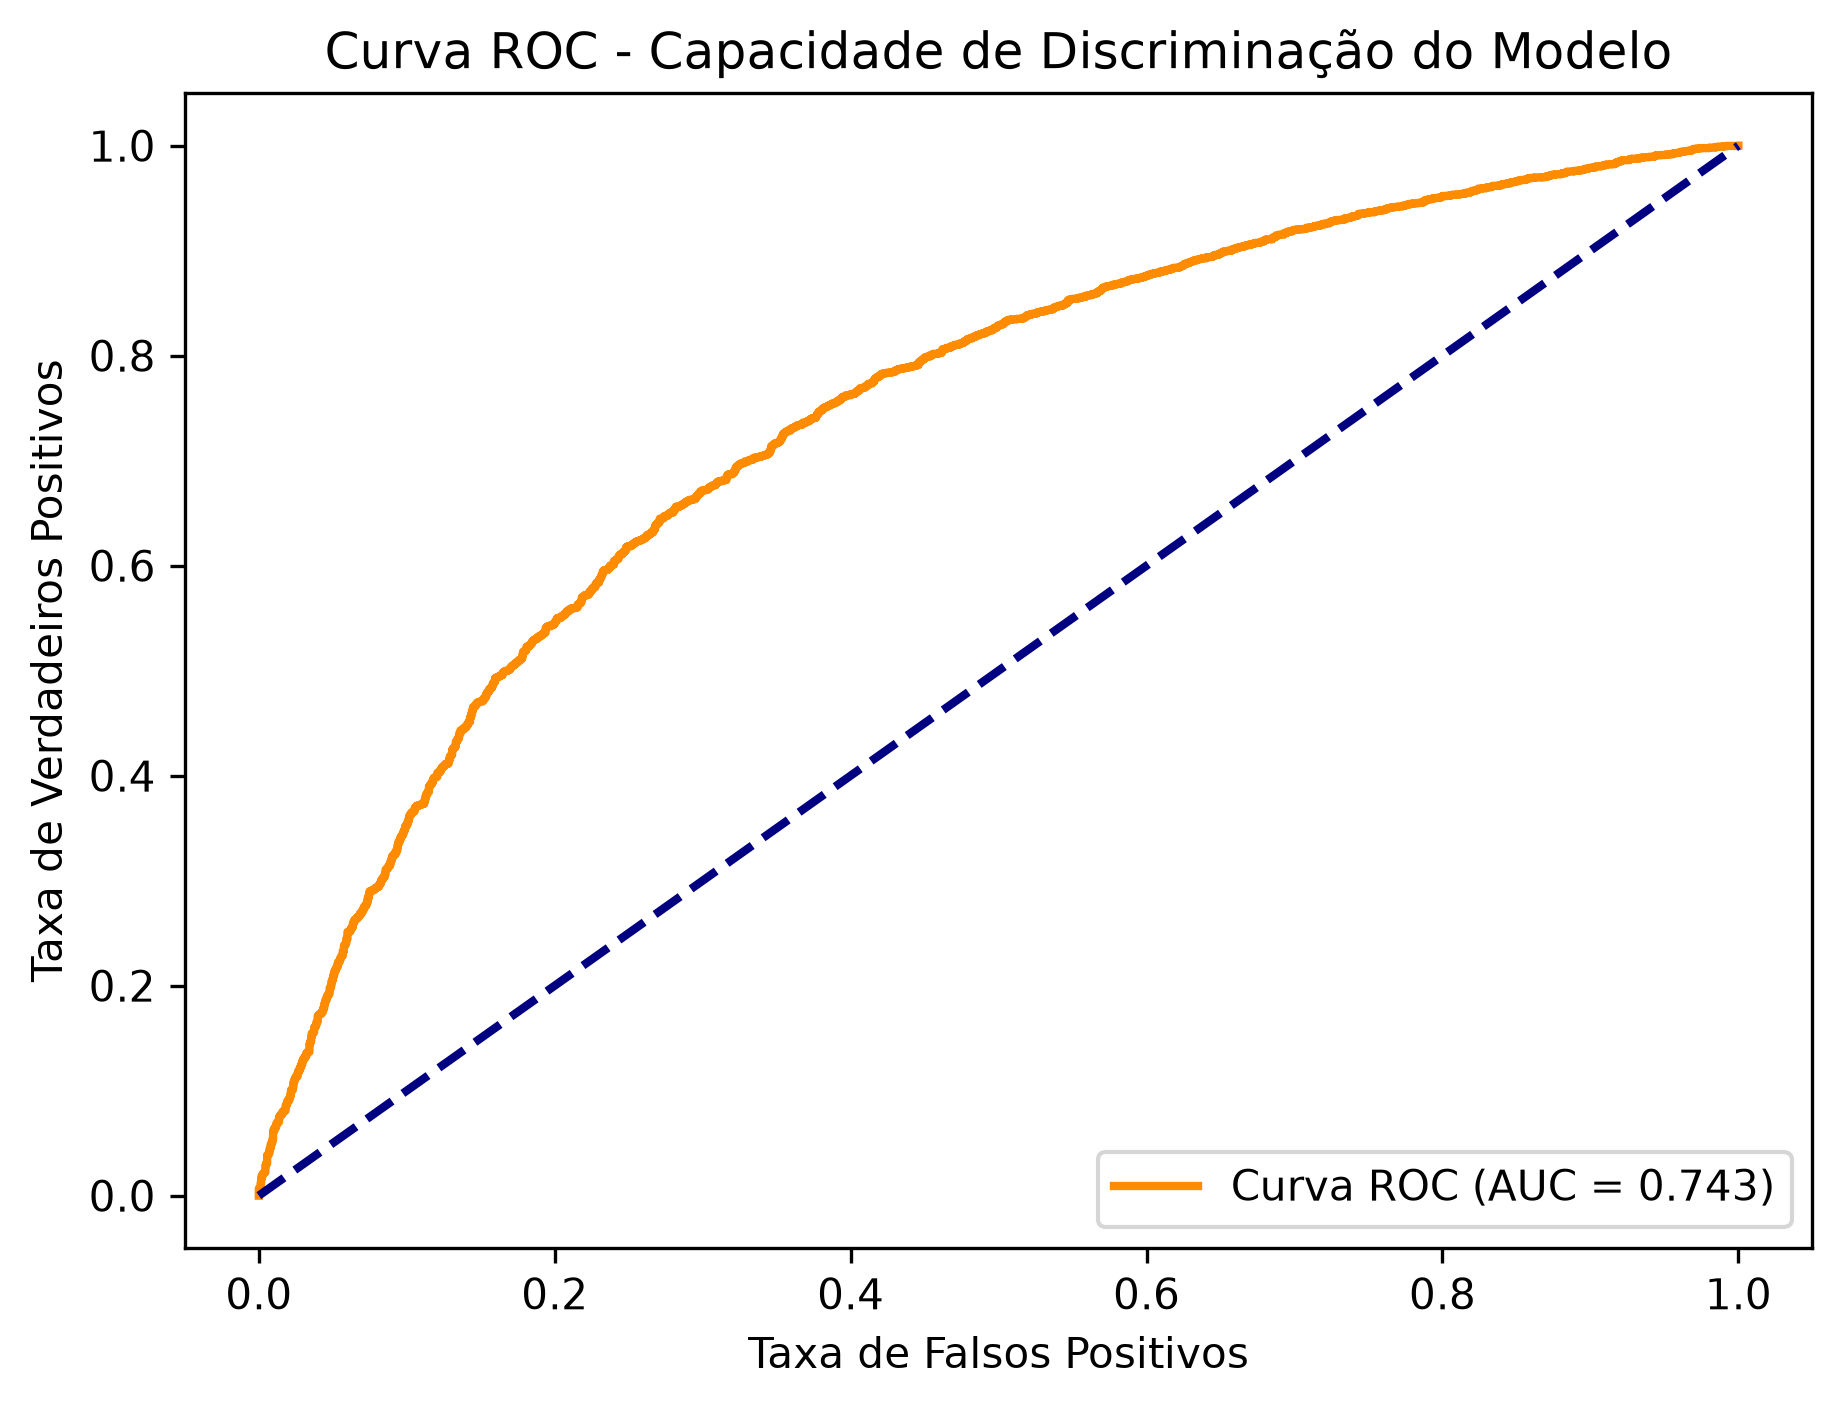 Curva ROC - Capacidade de Discriminação do Modelo
Taxa de Verdadeiros Positivos
1.0
0.8
0.6
0.4
0.2
0.0
Curva ROC (AUC = 0.743)
0.0 0.2 0.4 0.6 0.8 1.0
Taxa de Falsos Positivos